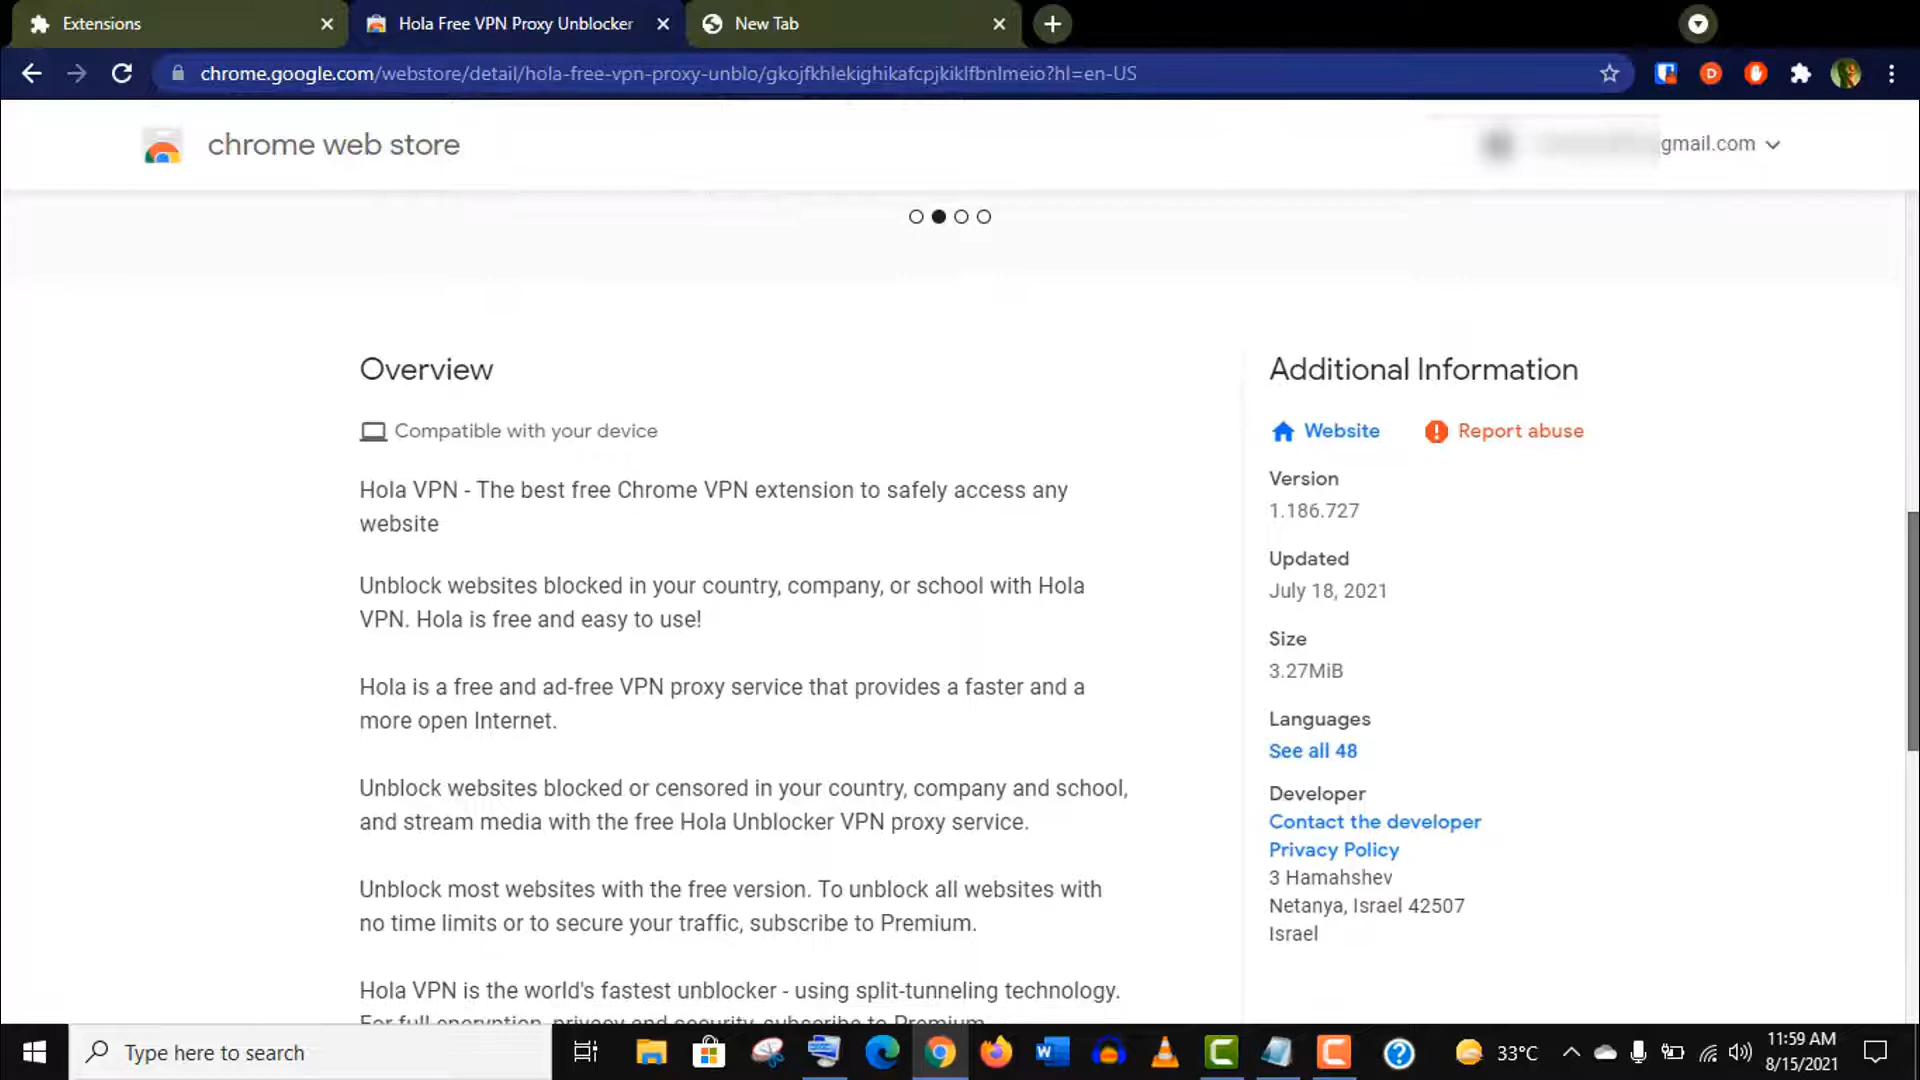 Extensions
Hola Free VPN Proxy Unblocker
New Tab
chrome.google.com/webstore/detail/hola-free-vpn-proxy-unblo/gkojfkhlekighikafcpjkiklfbnlmeio?hl=en-US
chrome web store
gmail.com
Overview
Compatible with your device
Hola VPN - The best free Chrome VPN extension to safely access any
website
Unblock websites blocked in your country, company, or school with Hola
VPN. Hola is free and easy to use!
Hola is a free and ad-free VPN proxy service that provides a faster and a
more open Internet.
Unblock websites blocked or censored in your country, company and school,
and stream media with the free Hola Unblocker VPN proxy service.
Unblock most websites with the free version. To unblock all websites with
no time limits or to secure your traffic, subscribe to Premium.
Hola VPN is the world's fastest unblocker - using split-tunneling technology.
For full encryption, privacy and security, subscribe to Premium
Additional Information
Website
Report abuse
Version
1.186.727
Updated
July 18, 2021
Size
3.27MiB
Languages
See all 48
Developer
Contact the developer
Privacy Policy
3 Hamahshev
Netanya, Israel 42507
Israel
Type here to search
33°C
11:59 AM
8/15/2021